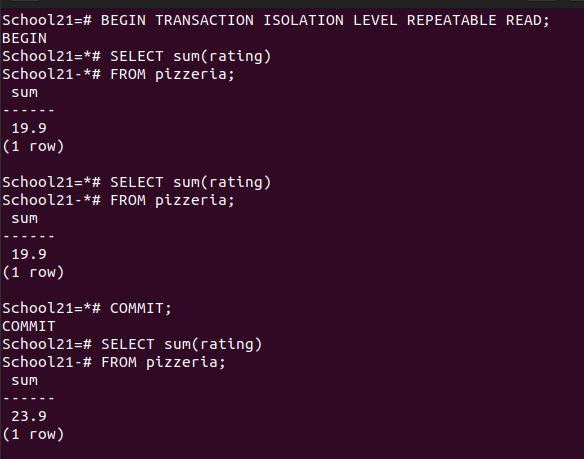 School21=# BEGIN TRANSACTION ISOLATION LEVEL REPEATABLE READ;
BEGIN
School21=*# SELECT sum(rating)
School21-*# FROM pizzeria;
 sum
------
 19.9
(1 row)

School21=*# SELECT sum(rating)
School21-*# FROM pizzeria;
 sum
------
 19.9
(1 row)

School21=*# COMMIT;
COMMIT
School21=# SELECT sum(rating)
School21-# FROM pizzeria;
 sum
------
 23.9
(1 row)